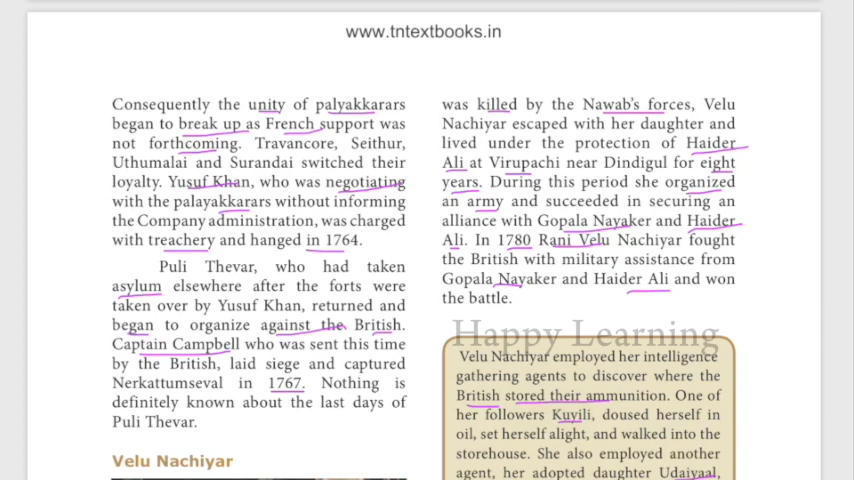 www.tntextbooks.in
Consequently the unity of palyakkarars
began to break up as French support was
not forthcoming. Travancore, Seithur,
Uthumalai and Surandai switched their
loyalty. Yusuf Khan, who was negotiating
with the palayakkarars without informing
the Company administration, was charged
with treachery and hanged in 1764.
Puli Thevar, who had taken
asylum elsewhere after the forts were
taken over by Yusuf Khan, returned and
began to organize against the British.
Captain Campbell who was sent this time
by the British, laid siege and captured
Nerkattumseval in 1767. Nothing is
definitely known about the last days of
Puli Thevar.
Velu Nachiyar
was killed by the Nawab's forces, Velu
Nachiyar escaped with her daughter and
lived under the protection of Haider
Ali at Virupachi near Dindigul for eight
years. During this period she organized
an army and succeeded in securing an
alliance with Gopala Nayaker and Haider
Ali. In 1780 Rani Velu Nachiyar fought
the British with military assistance from
Gopala Nayaker and Haider Ali and won
the battle.
Happy Learning
Velu Nachiyar employed her intelligence
gathering agents to discover where the
British stored their ammunition. One of
her followers Kuyili, doused herself in
oil, set herself alight, and walked into the
storehouse. She also employed another
agent, her adopted daughter Udaiyaal,